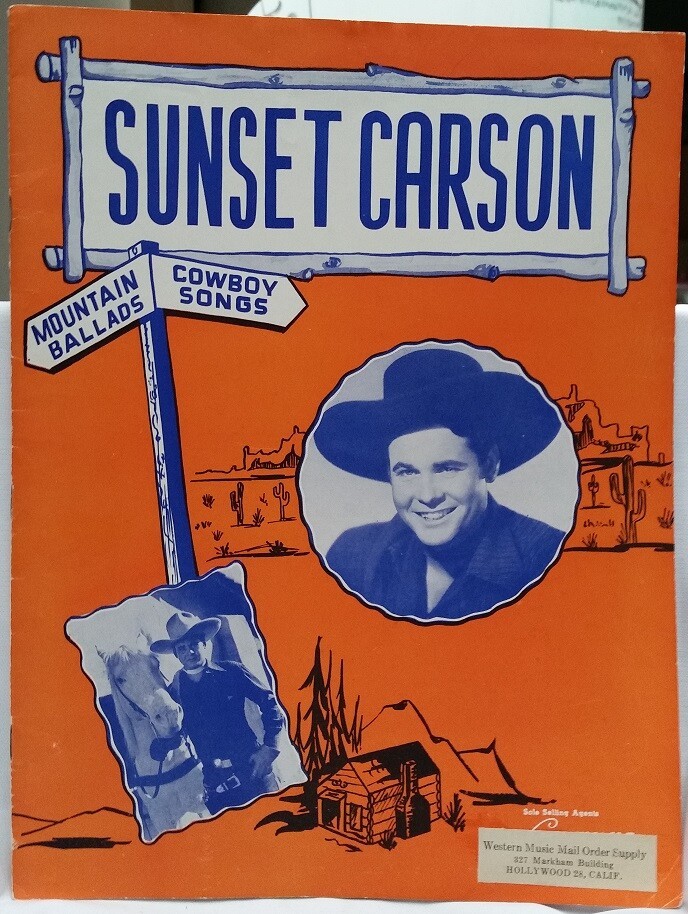 SUNSET CARSON
MOUNTAIN
BALLADS
COWBOY
SONGS
Sole Selling Agents
Western Music Mail Order Supply
827 Markham Building
HOLLYWOOD 28, CALIF.